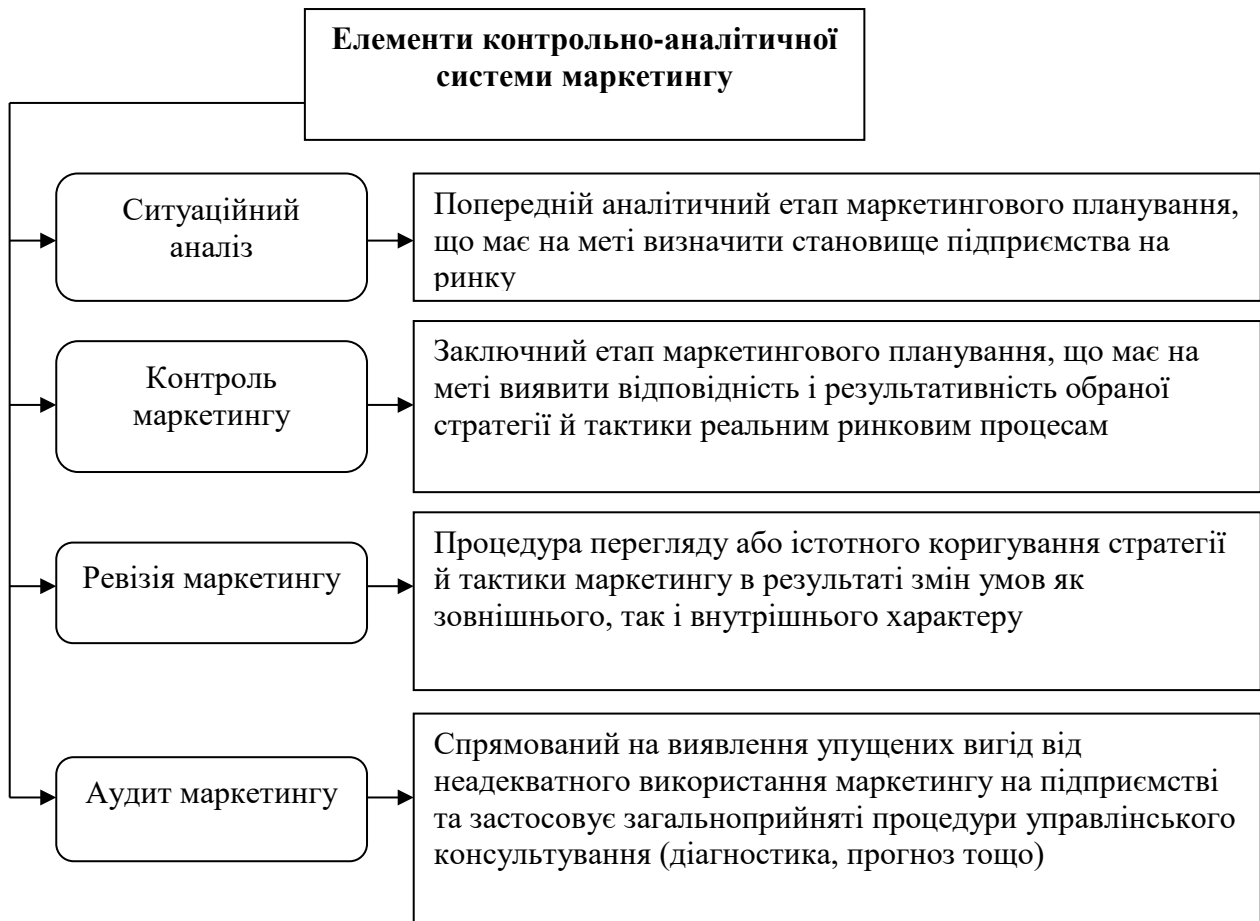 Елементи контрольно-аналітичної
системи маркетингу
Ситуаційний
аналіз
Попередній аналітичний етап маркетингового планування,
що має на меті визначити становище підприємства на
ринку
Контроль
маркетингу
Заключний етап маркетингового планування, що має на
меті виявити відповідність і результативність обраної
стратегії й тактики реальним ринковим процесам
Ревізія маркетингу
Процедура перегляду або істотного коригування стратегії
й тактики маркетингу в результаті змін умов як
зовнішнього, так і внутрішнього характеру
Аудит маркетингу
Спрямований на виявлення упущених вигід від
неадекватного використання маркетингу на підприємстві
та застосовує загальноприйняті процедури управлінського
консультування (діагностика, прогноз тощо)